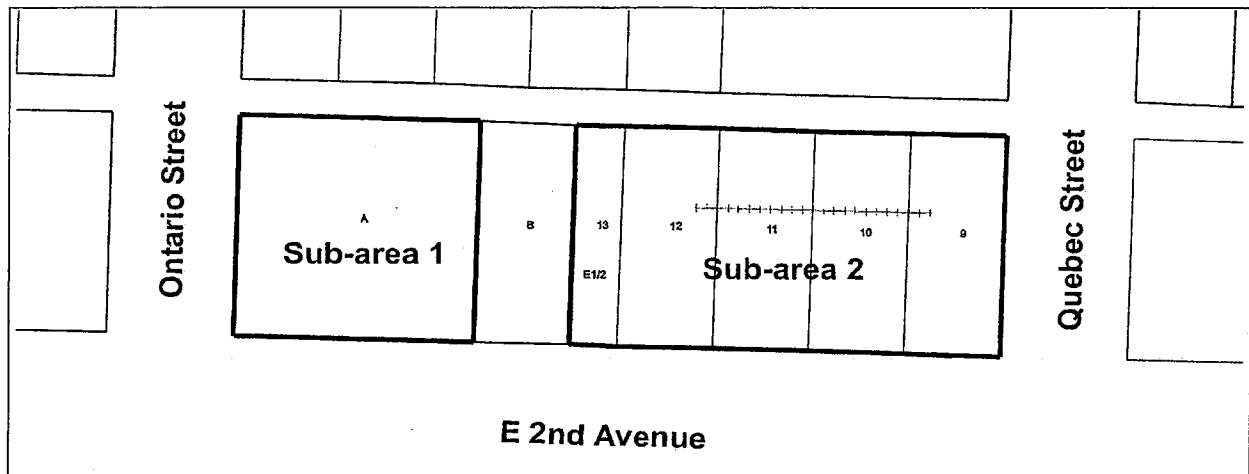 Ontario Street
A
Sub-area 1
B
13
E1/2
12
11
10
9
Sub-area 2
Quebec Street
E 2nd Avenue